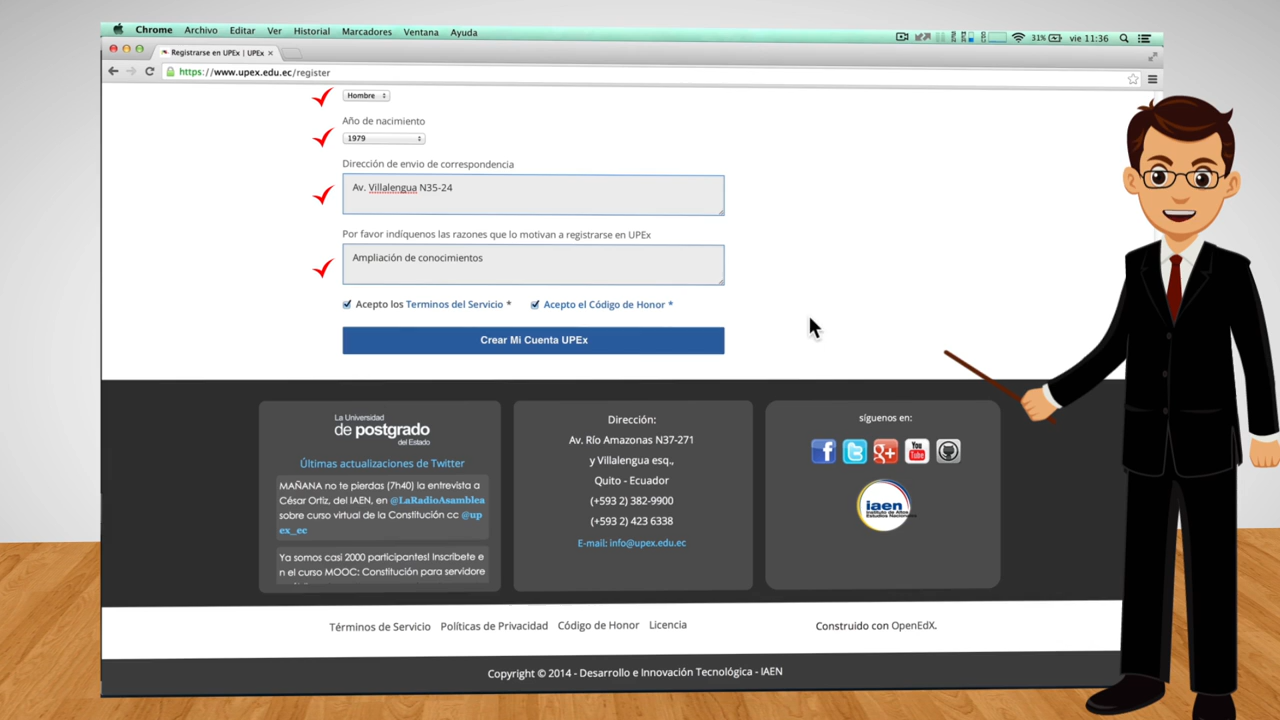 Chrome Archivo Editar Ver Historial Marcadores Ventana Ayuda
31% vie 11:36
Registrarse en UPEx | UPEx
https://www.upex.edu.ec/register
Hombre
Año de nacimiento
1979
Dirección de envio de correspondencia
Av. Villalengua N35-24
Por favor indíquenos las razones que lo motivan a registrarse en UPEx
Ampliación de conocimientos
Acepto los Terminos del Servicio * Acepto el Código de Honor *
Crear Mi Cuenta UPEx
La Universidad
de postgrado
del Estado
Últimas actualizaciones de Twitter
MAÑANA no te pierdas (7h40) la entrevista a
César Ortiz, del IAEN, en @LaRadioAsamblea
sobre curso virtual de la Constitución cc @up
ex_ec
Ya somos casi 2000 participantes! Inscríbete e
n el curso MOOC: Constitución para servidore
Dirección:
Av. Río Amazonas N37-271
y Villalengua esq.,
Quito - Ecuador
(+593 2) 382-9900
(+593 2) 423 6338
E-mail: info@upex.edu.ec
síguenos en:
You
Tube
iaen
Instituto de Altos
Estudios Nacionales
Términos de Servicio Políticas de Privacidad Código de Honor Licencia
Construido con OpenEdX.
Copyright © 2014 - Desarrollo e Innovación Tecnológica - IAEN